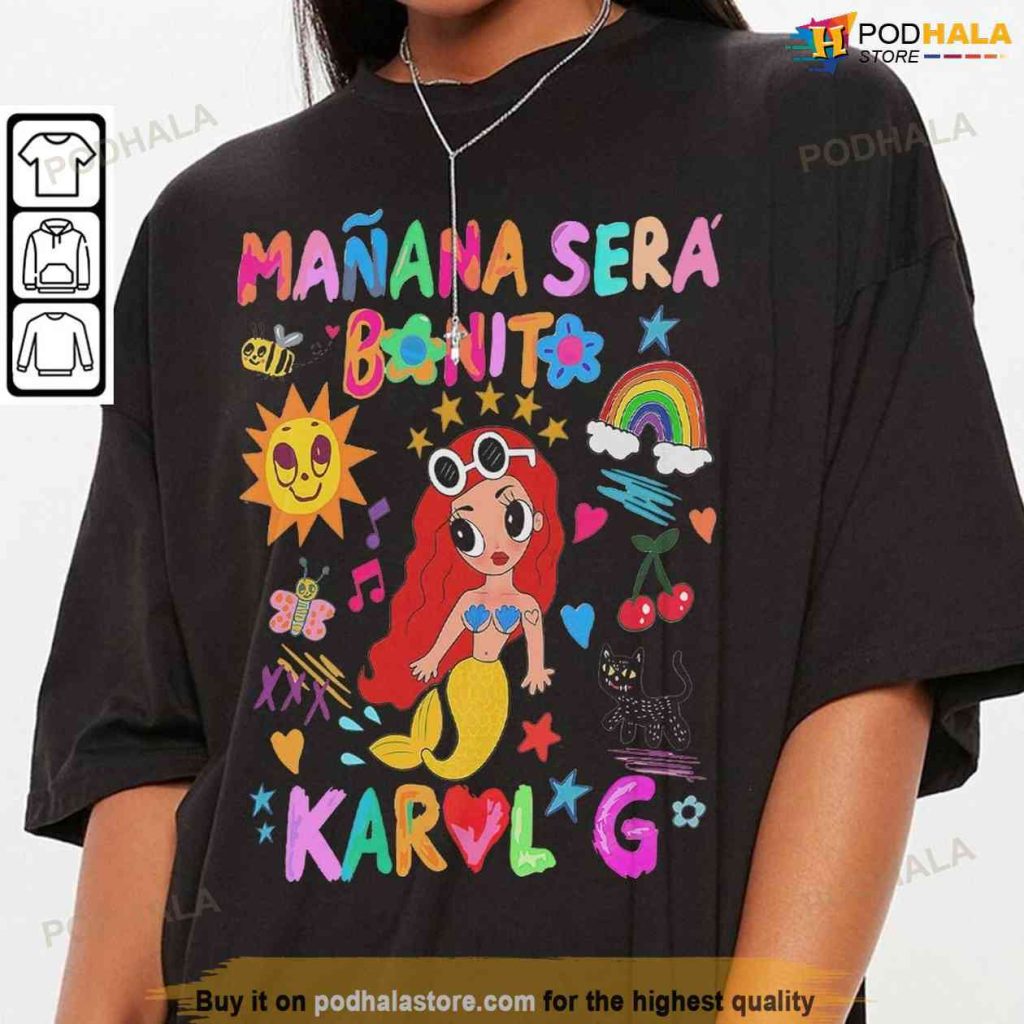 PODHALA
STORE
PODHALA
PODHALA
MAÑANA SERÁ
BONITO
XXX
KAROL G
PODHALA
PODHALA
Buy it on podhalastore.com for the highest quality